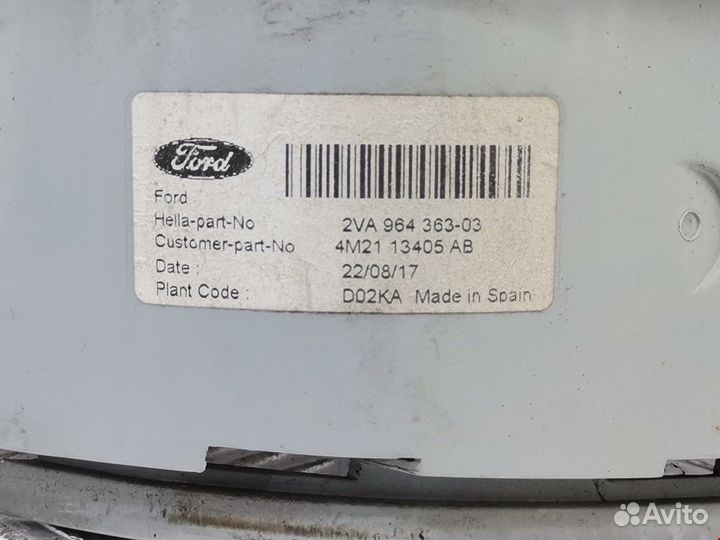 Ford
Ford
Hella-part-No 2VA 964 363-03
Customer-part-No 4M21 13405 AB
Date : 22/08/17
Plant Code : D02KA Made in Spain
Avito